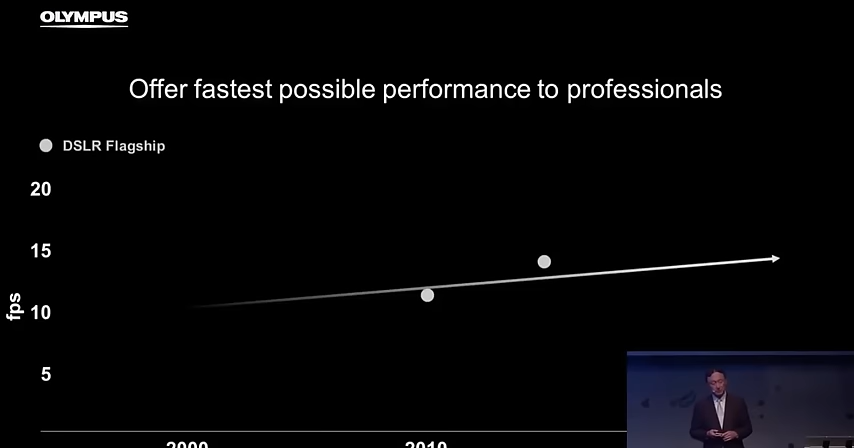 OLYMPUS
Offer fastest possible performance to professionals
DSLR Flagship
20
15
fps
10
5
2000
2010